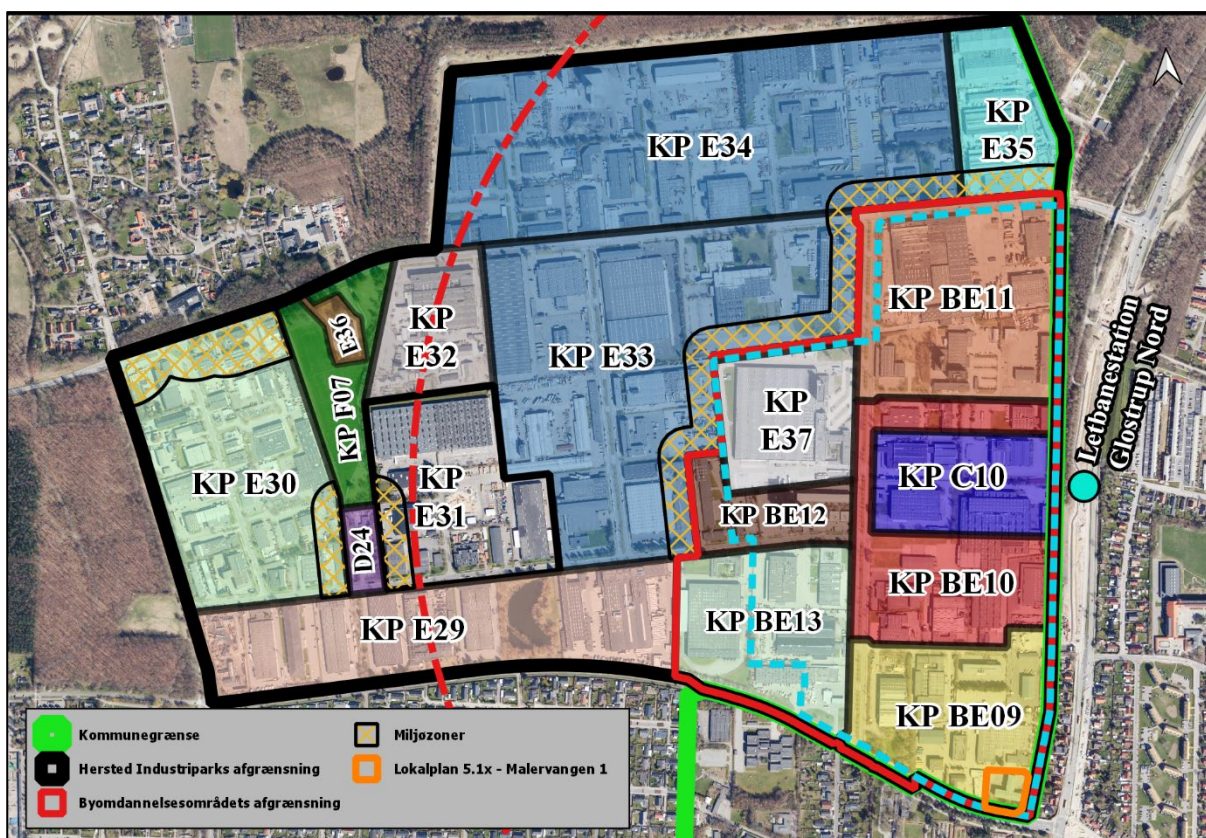 KP E34
KP
E35
E36
KP
E32
KP E33
KP BE11
KP F07
KP
E37
KP E30
KP
E31
KP C10
Letbanestation
Glostrup Nord
KP BE12
D24
KP BE10
KP BE13
KP E29
KP BE09
Kommunegrænse
Miljøzoner
Hersted Industriparks afgrænsning
Lokalplan 5.1x - Malervangen 1
Byomdannelsesområdets afgrænsning